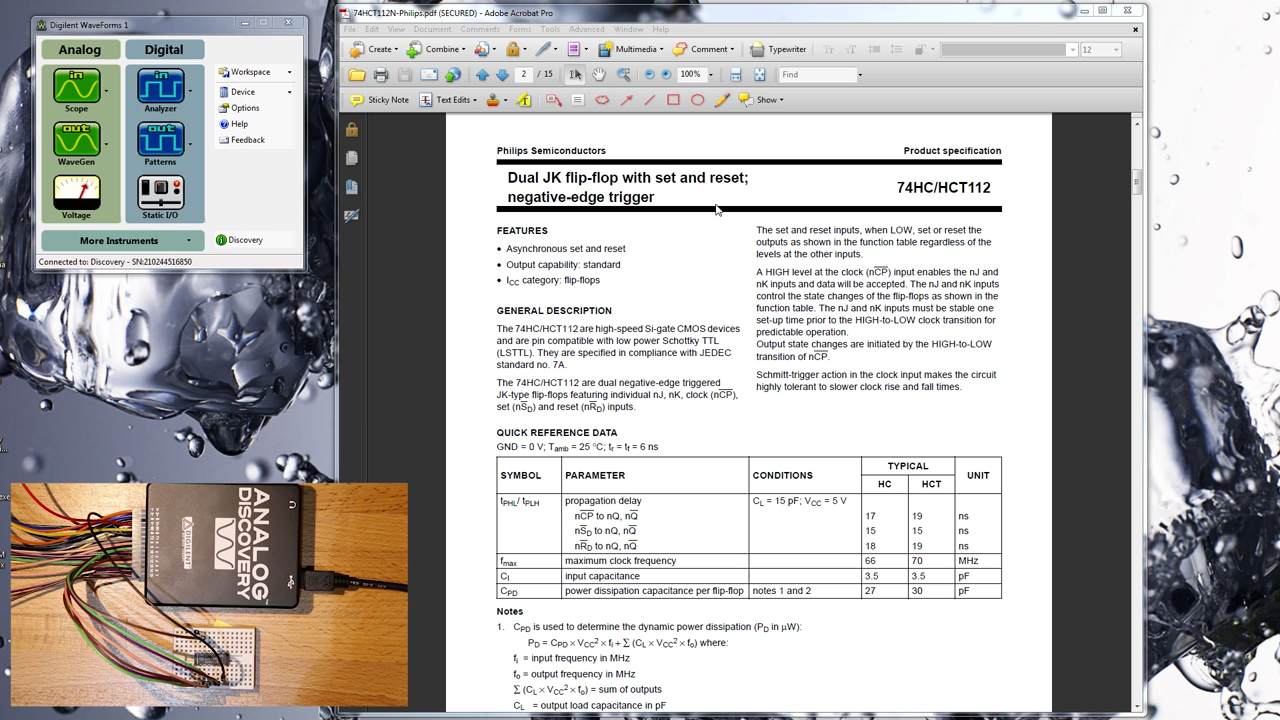 Digilent WaveForms 1
Analog
Digital
in
Scope
in
Analyzer
out
WaveGen
out
Patterns
Voltage
Static I/O
Workspace
Device
Options
Help
Feedback
More Instruments
Discovery
Connected to: Discovery - SN:210244516850
74HCT112N-Philips.pdf (SECURED) - Adobe Acrobat Pro
File Edit View Document Comments Forms Tools Advanced Window Help
Create Combine Multimedia Comment Typewriter Tr Tr 12
2 / 15 100% Find
Sticky Note Text Edits Show
Philips Semiconductors
Product specification
Dual JK flip-flop with set and reset;
negative-edge trigger
74HC/HCT112
FEATURES
• Asynchronous set and reset
• Output capability: standard
• ICC category: flip-flops
GENERAL DESCRIPTION
The 74HC/HCT112 are high-speed Si-gate CMOS devices
and are pin compatible with low power Schottky TTL
(LSTTL). They are specified in compliance with JEDEC
standard no. 7A.
The 74HC/HCT112 are dual negative-edge triggered
JK-type flip-flops featuring individual nJ, nK, clock (nC̅P̅),
set (nS̅D) and reset (nR̅D) inputs.
The set and reset inputs, when LOW, set or reset the
outputs as shown in the function table regardless of the
levels at the other inputs.
A HIGH level at the clock (nC̅P̅) input enables the nJ and
nK inputs and data will be accepted. The nJ and nK inputs
control the state changes of the flip-flops as shown in the
function table. The nJ and nK inputs must be stable one
set-up time prior to the HIGH-to-LOW clock transition for
predictable operation.
Output state changes are initiated by the HIGH-to-LOW
transition of nC̅P̅.
Schmitt-trigger action in the clock input makes the circuit
highly tolerant to slower clock rise and fall times.
QUICK REFERENCE DATA
GND = 0 V; Tamb = 25 °C; tr = tf = 6 ns
SYMBOL PARAMETER CONDITIONS TYPICAL UNIT
HC HCT
tPHL/ tPLH propagation delay CL = 15 pF; VCC = 5 V
nC̅P̅ to nQ, nQ̅ 17 19 ns
nS̅D to nQ, nQ̅ 15 15 ns
nR̅D to nQ, nQ̅ 18 19 ns
fmax maximum clock frequency 66 70 MHz
CI input capacitance 3.5 3.5 pF
CPD power dissipation capacitance per flip-flop notes 1 and 2 27 30 pF
Notes
1. CPD is used to determine the dynamic power dissipation (PD in μW):
PD = CPD × VCC² × fi + ∑ (CL × VCC² × fo) where:
fi = input frequency in MHz
fo = output frequency in MHz
∑ (CL × VCC² × fo) = sum of outputs
CL = output load capacitance in pF
ANALOG
DISCOVERY
DIGILENT